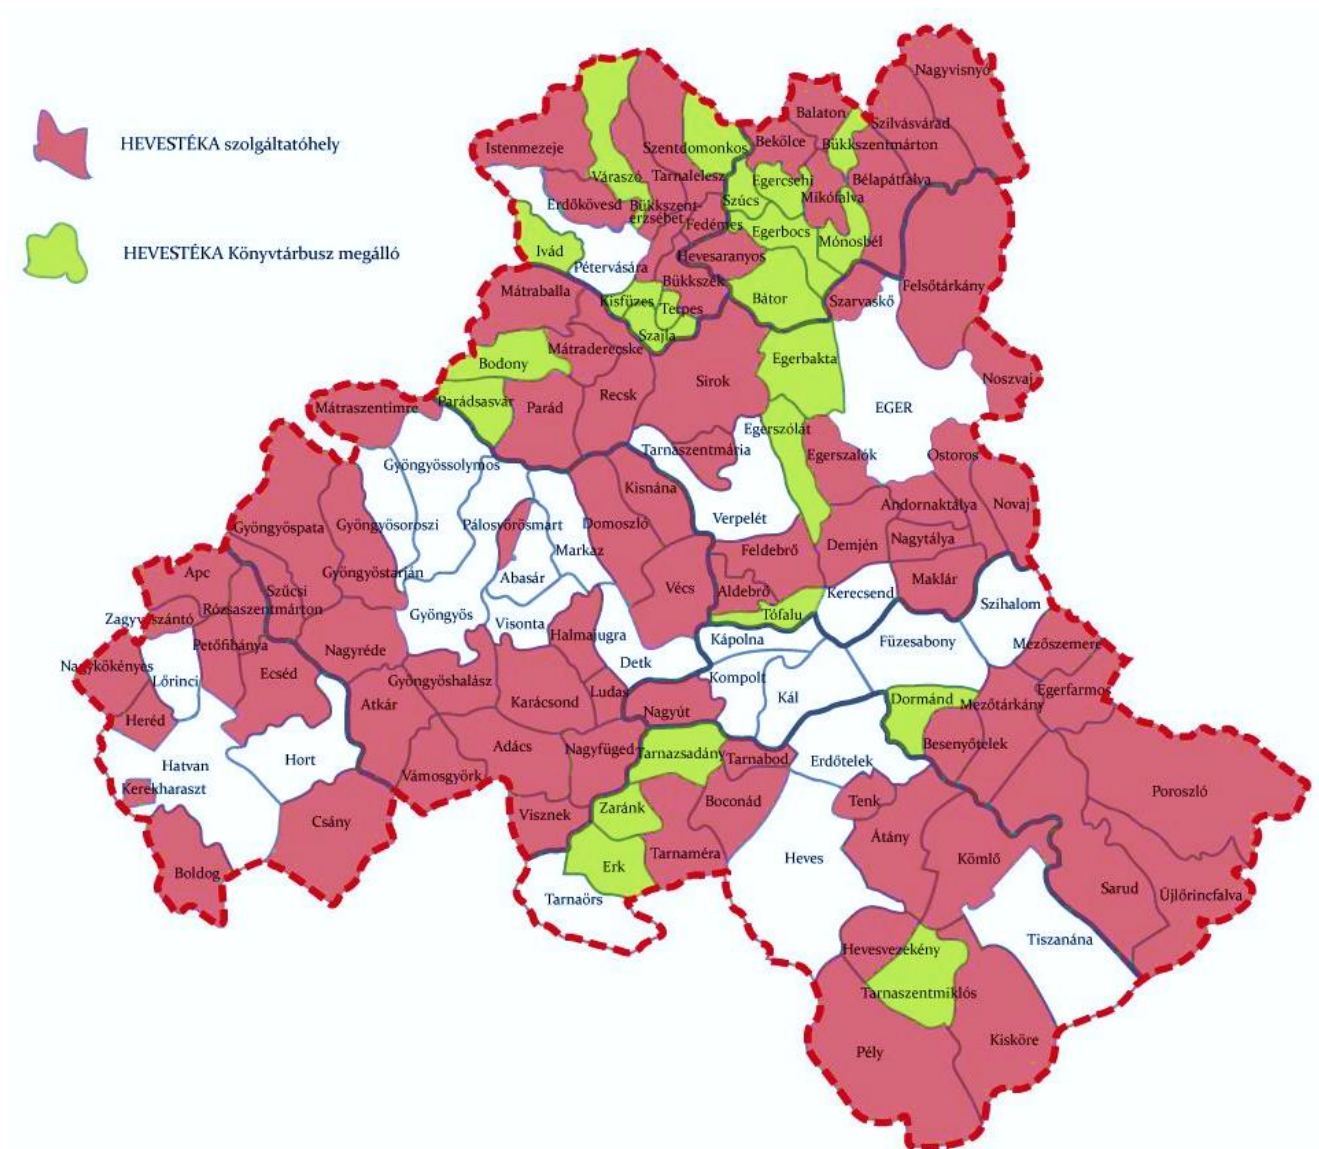 HEVESTÉKA szolgáltatóhely
HEVESTÉKA Könyvtárbusz megálló
Nagyvisnyó
Balaton
Szilvásvárad
Bükkszentmárton
Bekölce
Szentdomonkos
Istenmezeje
Váraszó
Tarnalelesz
Egercsehi
Bélapátfalva
Mikófalva
Szúcs
Erdőkövesd
Bükkszent-
erzsébet
Fedémes
Egerbocs
Mónosbél
Ivád
Pétervására
Hevesaranyos
Bükkszék
Mátraballa
Kisfüzes
Terpes
Bátor
Szarvaskő
Felsőtárkány
Szajla
Mátraderecske
Bodony
Egerbakta
Sirok
Noszvaj
Recsk
Parádsasvár
Parád
Mátraszentimre
EGER
Egerszólát
Tarnaszentmária
Egerszalók
Ostoros
Gyöngyössolymos
Kisnána
Andornaktálya
Novaj
Gyöngyöspata
Gyöngyösoroszi
Pálosvörösmart
Domoszló
Verpelét
Markaz
Feldebrő
Demjén
Nagytálya
Apc
Gyöngyöstarján
Abasár
Maklár
Szűcsi
Vécs
Aldebrő
Kerecsend
Szihalom
Rózsaszentmárton
Zagyvaszántó
Gyöngyös
Visonta
Tófalu
Petőfibánya
Halmajugra
Kápolna
Füzesabony
Mezőszemere
Nagykökényes
Nagyréde
Detk
Lőrinci
Ecséd
Gyöngyöshalász
Kompolt
Egerfarmos
Ludas
Kál
Dormánd
Mezőtárkány
Atkár
Karácsond
Nagyút
Heréd
Besenyőtelek
Adács
Nagyfüged
Tarnazsadány
Tarnabod
Erdőtelek
Hort
Hatvan
Vámosgyörk
Kerekharaszt
Boconád
Tenk
Poroszló
Zaránk
Visznek
Csány
Átány
Tarnaméra
Heves
Kömlő
Erk
Boldog
Sarud
Újlőrincfalva
Tarnaörs
Tiszanána
Hevesvezekény
Tarnaszentmiklós
Kisköre
Pély